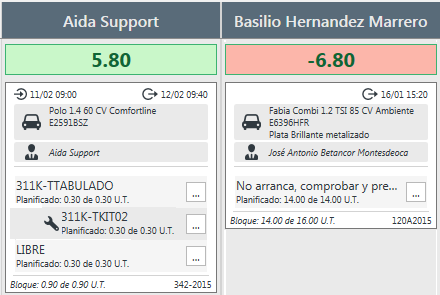 Aida Support
5.80
11/02 09:00
12/02 09:40
Polo 1.4 60 CV Comfortline
E2591BSZ
Aida Support
311K-TTABULADO
Planificado: 0.30 de 0.30 U.T.
...
311K-TKIT02
Planificado: 0.30 de 0.30 U.T.
...
LIBRE
Planificado: 0.30 de 0.30 U.T.
...
Bloque: 0.90 de 0.90 U.T.
342-2015
Basilio Hernandez Marrero
-6.80
16/01 15:20
Fabia Combi 1.2 TSI 85 CV Ambiente
E6396HFR
Plata Brillante metalizado
José Antonio Betancor Montesdeoca
No arranca, comprobar y pre...
Planificado: 14.00 de 14.00 U.T.
...
Bloque: 14.00 de 16.00 U.T.
120A2015